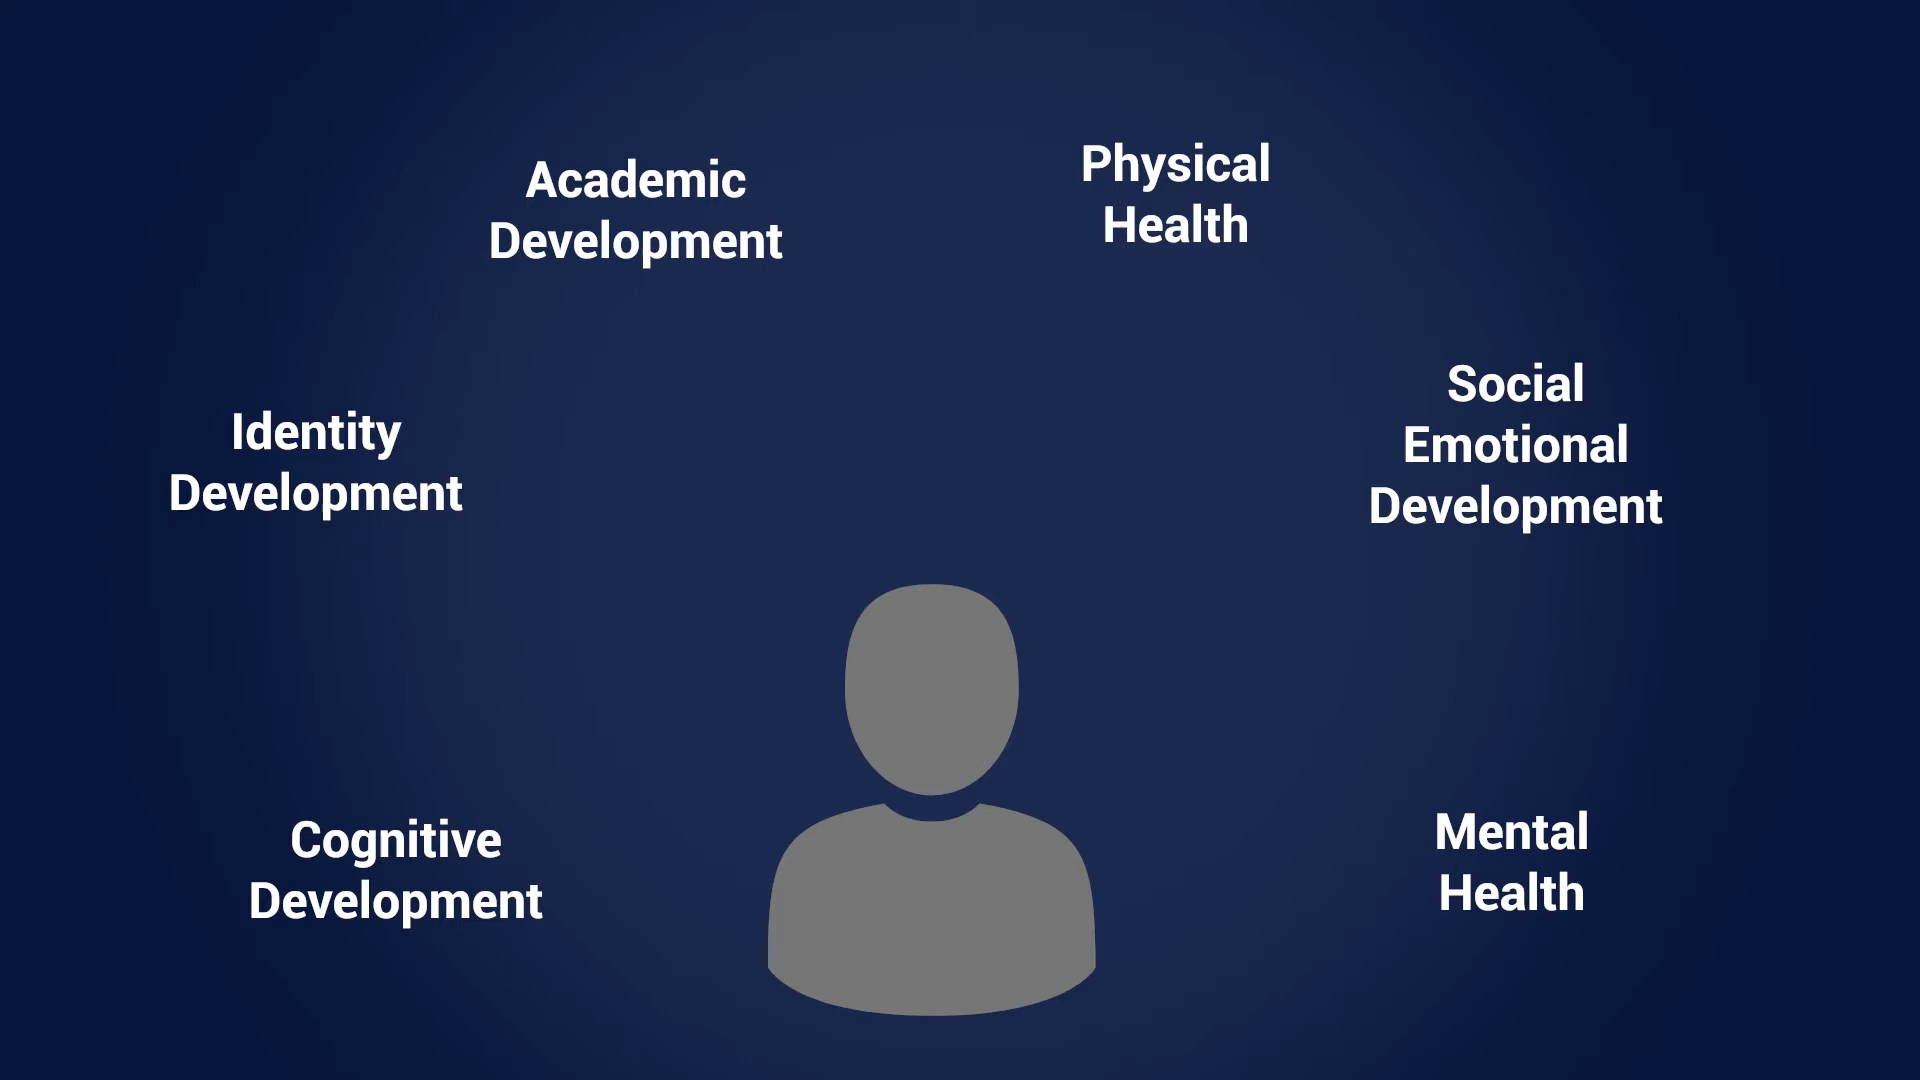 Academic
Development
Physical
Health
Identity
Development
Social
Emotional
Development
Cognitive
Development
Mental
Health